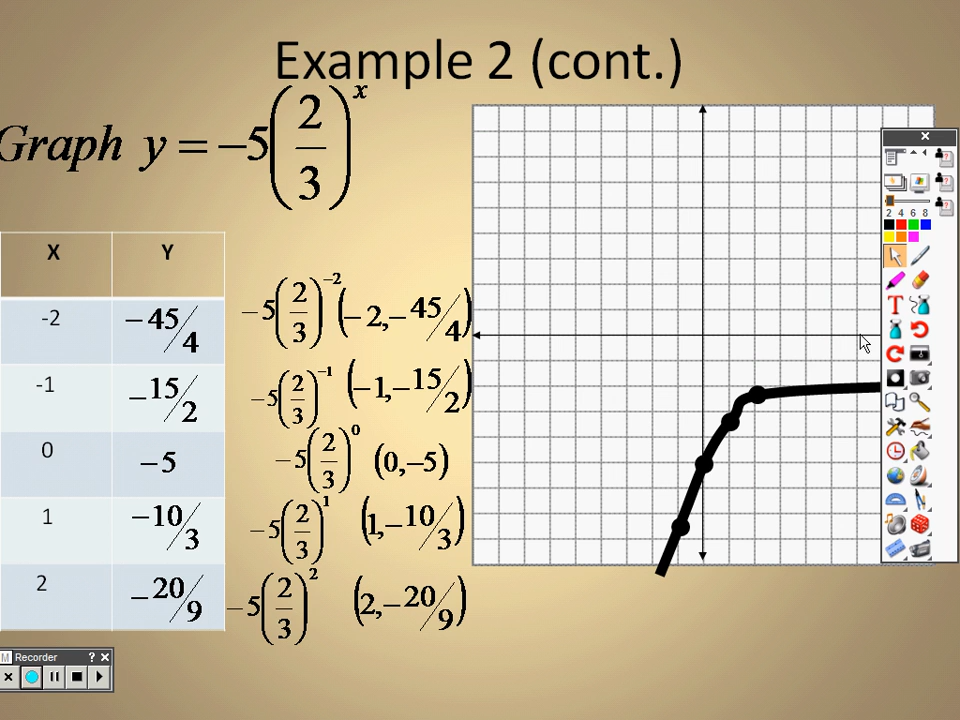 Example 2 (cont.)
Graph y = −5(2/3)^x
X Y
-2 −45/4 −5(2/3)^−2 (−2,−45/4)
-1 −15/2 −5(2/3)^−1 (−1,−15/2)
0 −5 −5(2/3)^0 (0,−5)
1 −10/3 −5(2/3)^1 (1,−10/3)
2 −20/9 −5(2/3)^2 (2,−20/9)
2 4 6 8
T
M Recorder ? ×